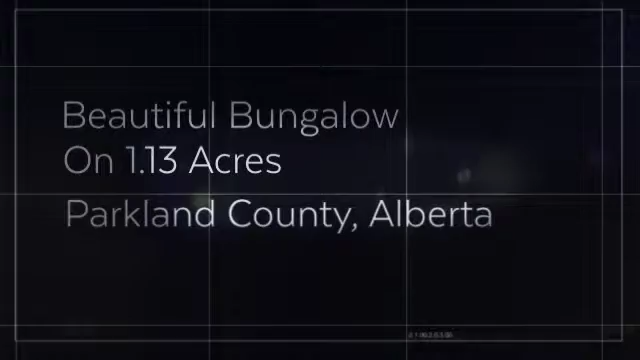 Beautiful Bungalow
On 1.13 Acres
Parkland County, Alberta